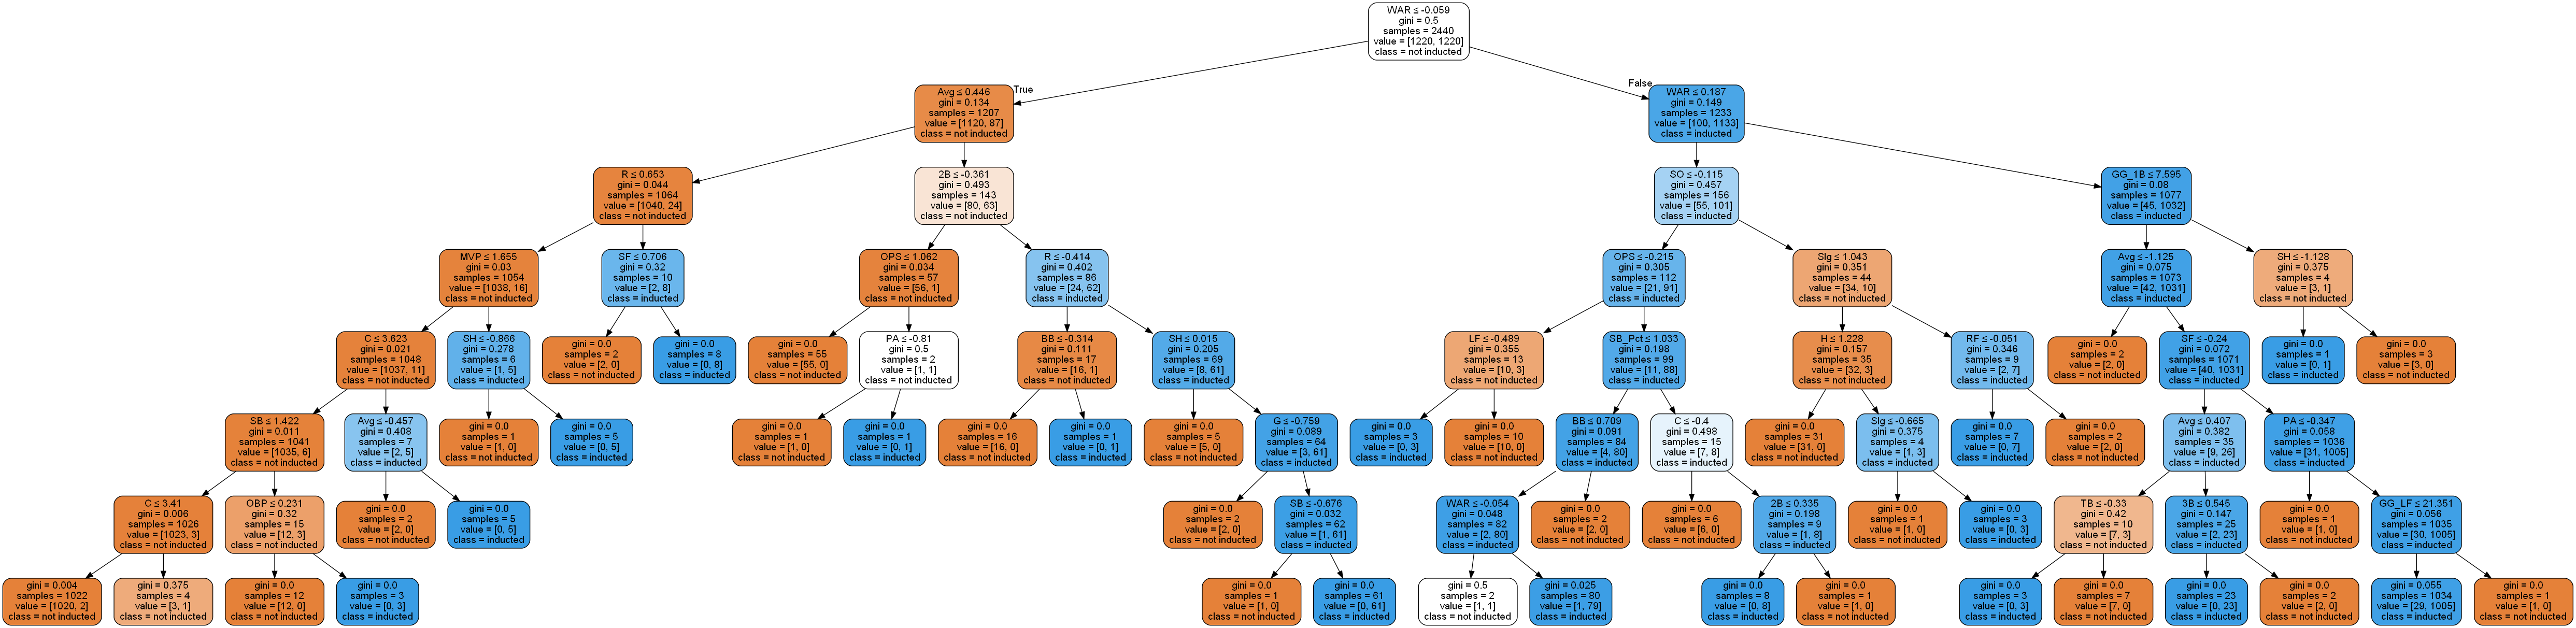 WAR ≤ -0.059
gini = 0.5
samples = 2440
value = [1220, 1220]
class = not inducted
True
False
Avg ≤ 0.446
gini = 0.134
samples = 1207
value = [1120, 87]
class = not inducted
WAR ≤ 0.187
gini = 0.149
samples = 1233
value = [100, 1133]
class = inducted
R ≤ 0.653
gini = 0.044
samples = 1064
value = [1040, 24]
class = not inducted
2B ≤ -0.361
gini = 0.493
samples = 143
value = [80, 63]
class = not inducted
SO ≤ -0.115
gini = 0.457
samples = 156
value = [55, 101]
class = inducted
GG_1B ≤ 7.595
gini = 0.08
samples = 1077
value = [45, 1032]
class = inducted
MVP ≤ 1.655
gini = 0.03
samples = 1054
value = [1038, 16]
class = not inducted
SF ≤ 0.706
gini = 0.32
samples = 10
value = [2, 8]
class = inducted
OPS ≤ 1.062
gini = 0.034
samples = 57
value = [56, 1]
class = not inducted
R ≤ -0.414
gini = 0.402
samples = 86
value = [24, 62]
class = inducted
OPS ≤ -0.215
gini = 0.305
samples = 112
value = [21, 91]
class = inducted
Slg ≤ 1.043
gini = 0.351
samples = 44
value = [34, 10]
class = not inducted
Avg ≤ -1.125
gini = 0.075
samples = 1073
value = [42, 1031]
class = inducted
SH ≤ -1.128
gini = 0.375
samples = 4
value = [3, 1]
class = not inducted
C ≤ 3.623
gini = 0.021
samples = 1048
value = [1037, 11]
class = not inducted
SH ≤ -0.866
gini = 0.278
samples = 6
value = [1, 5]
class = inducted
gini = 0.0
samples = 2
value = [2, 0]
class = not inducted
gini = 0.0
samples = 8
value = [0, 8]
class = inducted
gini = 0.0
samples = 55
value = [55, 0]
class = not inducted
PA ≤ -0.81
gini = 0.5
samples = 2
value = [1, 1]
class = not inducted
BB ≤ -0.314
gini = 0.111
samples = 17
value = [16, 1]
class = not inducted
SH ≤ 0.015
gini = 0.205
samples = 69
value = [8, 61]
class = inducted
LF ≤ -0.489
gini = 0.355
samples = 13
value = [10, 3]
class = not inducted
SB_Pct ≤ 1.033
gini = 0.198
samples = 99
value = [11, 88]
class = inducted
H ≤ 1.228
gini = 0.157
samples = 35
value = [32, 3]
class = not inducted
RF ≤ -0.051
gini = 0.346
samples = 9
value = [2, 7]
class = inducted
gini = 0.0
samples = 2
value = [2, 0]
class = not inducted
SF ≤ -0.24
gini = 0.072
samples = 1071
value = [40, 1031]
class = inducted
gini = 0.0
samples = 1
value = [0, 1]
class = inducted
gini = 0.0
samples = 3
value = [3, 0]
class = not inducted
SB ≤ 1.422
gini = 0.011
samples = 1041
value = [1035, 6]
class = not inducted
Avg ≤ -0.457
gini = 0.408
samples = 7
value = [2, 5]
class = inducted
gini = 0.0
samples = 1
value = [1, 0]
class = not inducted
gini = 0.0
samples = 5
value = [0, 5]
class = inducted
gini = 0.0
samples = 1
value = [1, 0]
class = not inducted
gini = 0.0
samples = 1
value = [0, 1]
class = inducted
gini = 0.0
samples = 16
value = [16, 0]
class = not inducted
gini = 0.0
samples = 1
value = [0, 1]
class = inducted
gini = 0.0
samples = 5
value = [5, 0]
class = not inducted
G ≤ -0.759
gini = 0.089
samples = 64
value = [3, 61]
class = inducted
gini = 0.0
samples = 3
value = [0, 3]
class = inducted
gini = 0.0
samples = 10
value = [10, 0]
class = not inducted
BB ≤ 0.709
gini = 0.091
samples = 84
value = [4, 80]
class = inducted
C ≤ -0.4
gini = 0.498
samples = 15
value = [7, 8]
class = inducted
gini = 0.0
samples = 31
value = [31, 0]
class = not inducted
Slg ≤ -0.665
gini = 0.375
samples = 4
value = [1, 3]
class = inducted
gini = 0.0
samples = 7
value = [0, 7]
class = inducted
gini = 0.0
samples = 2
value = [2, 0]
class = not inducted
Avg ≤ 0.407
gini = 0.382
samples = 35
value = [9, 26]
class = inducted
PA ≤ -0.347
gini = 0.058
samples = 1036
value = [31, 1005]
class = inducted
C ≤ 3.41
gini = 0.006
samples = 1026
value = [1023, 3]
class = not inducted
OBP ≤ 0.231
gini = 0.32
samples = 15
value = [12, 3]
class = not inducted
gini = 0.0
samples = 2
value = [2, 0]
class = not inducted
gini = 0.0
samples = 5
value = [0, 5]
class = inducted
gini = 0.0
samples = 2
value = [2, 0]
class = not inducted
SB ≤ -0.676
gini = 0.032
samples = 62
value = [1, 61]
class = inducted
WAR ≤ -0.054
gini = 0.048
samples = 82
value = [2, 80]
class = inducted
gini = 0.0
samples = 2
value = [2, 0]
class = not inducted
gini = 0.0
samples = 6
value = [6, 0]
class = not inducted
2B ≤ 0.335
gini = 0.198
samples = 9
value = [1, 8]
class = inducted
gini = 0.0
samples = 1
value = [1, 0]
class = not inducted
gini = 0.0
samples = 3
value = [0, 3]
class = inducted
TB ≤ -0.33
gini = 0.42
samples = 10
value = [7, 3]
class = not inducted
3B ≤ 0.545
gini = 0.147
samples = 25
value = [2, 23]
class = inducted
gini = 0.0
samples = 1
value = [1, 0]
class = not inducted
GG_LF ≤ 21.351
gini = 0.056
samples = 1035
value = [30, 1005]
class = inducted
gini = 0.004
samples = 1022
value = [1020, 2]
class = not inducted
gini = 0.375
samples = 4
value = [3, 1]
class = not inducted
gini = 0.0
samples = 12
value = [12, 0]
class = not inducted
gini = 0.0
samples = 3
value = [0, 3]
class = inducted
gini = 0.0
samples = 1
value = [1, 0]
class = not inducted
gini = 0.0
samples = 61
value = [0, 61]
class = inducted
gini = 0.5
samples = 2
value = [1, 1]
class = not inducted
gini = 0.025
samples = 80
value = [1, 79]
class = inducted
gini = 0.0
samples = 8
value = [0, 8]
class = inducted
gini = 0.0
samples = 1
value = [1, 0]
class = not inducted
gini = 0.0
samples = 3
value = [0, 3]
class = inducted
gini = 0.0
samples = 7
value = [7, 0]
class = not inducted
gini = 0.0
samples = 23
value = [0, 23]
class = inducted
gini = 0.0
samples = 2
value = [2, 0]
class = not inducted
gini = 0.055
samples = 1034
value = [29, 1005]
class = inducted
gini = 0.0
samples = 1
value = [1, 0]
class = not inducted